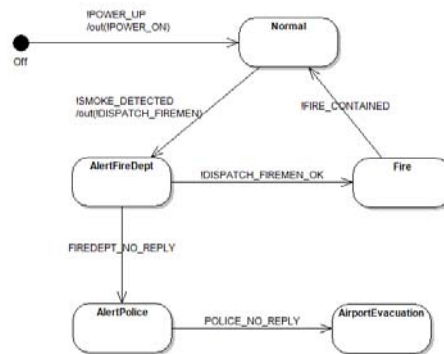 !POWER_UP
/out(!POWER_ON)
Normal
Off
!SMOKE_DETECTED
/out(!DISPATCH_FIREMEN)
!FIRE_CONTAINED
AlertFireDept
!DISPATCH_FIREMEN_OK
Fire
FIREDEPT_NO_REPLY
AlertPolice
POLICE_NO_REPLY
AirportEvacuation